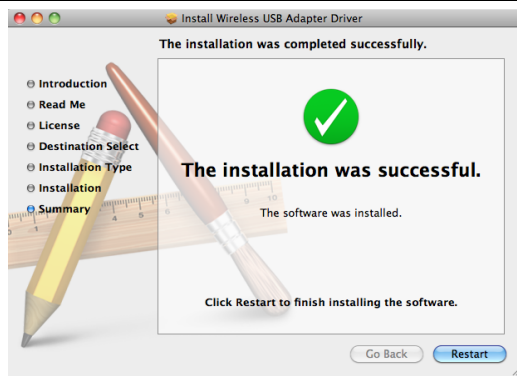 Install Wireless USB Adapter Driver
The installation was completed successfully.
Introduction
Read Me
License
Destination Select
Installation Type
Installation
Summary
The installation was successful.
The software was installed.
Click Restart to finish installing the software.
Go Back
Restart